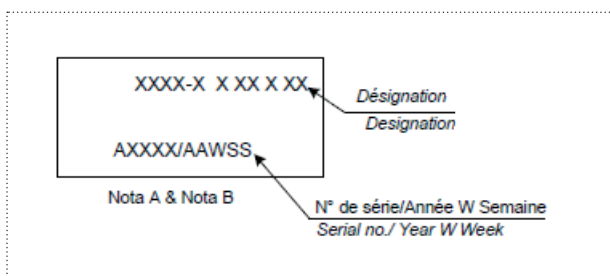 XXXX-X X XX X XX
Désignation
Designation
AXXXX/AAWSS
Nota A & Nota B
N° de série/Année W Semaine
Serial no./ Year W Week